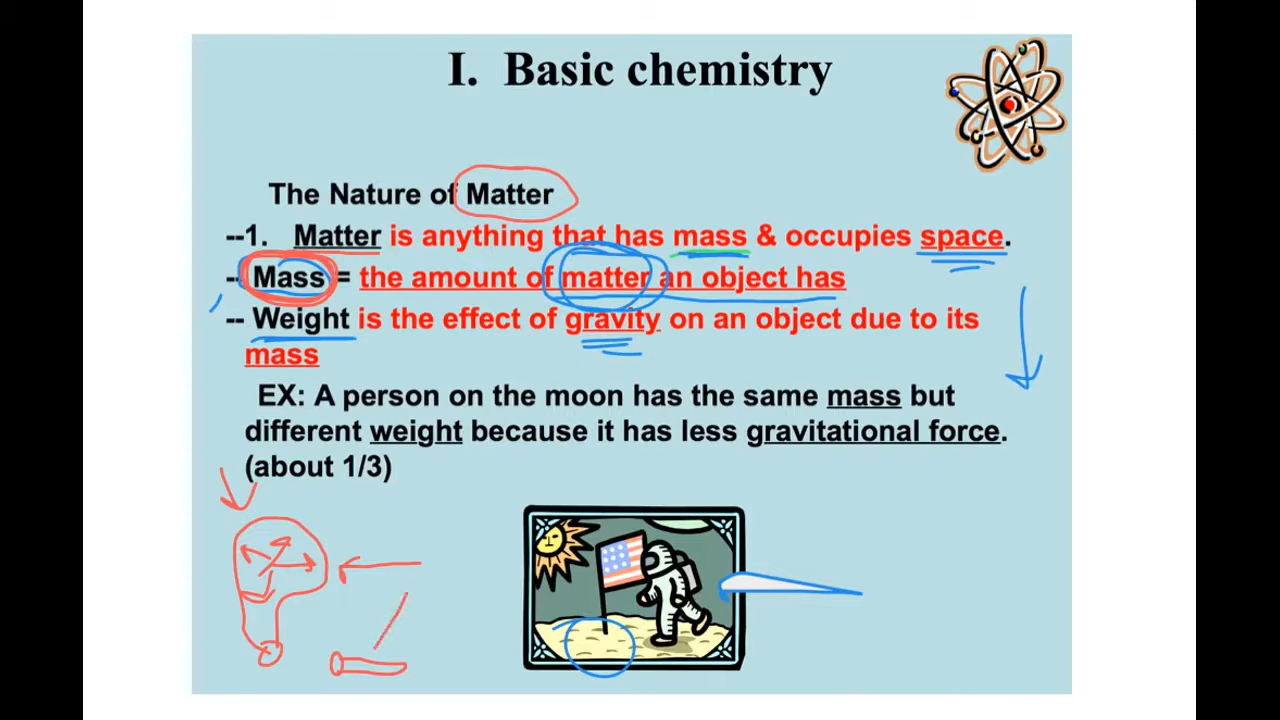 I. Basic chemistry
The Nature of Matter
--1. Matter is anything that has mass & occupies space.
-- Mass = the amount of matter an object has
-- Weight is the effect of gravity on an object due to its
mass
EX: A person on the moon has the same mass but
different weight because it has less gravitational force.
(about 1/3)